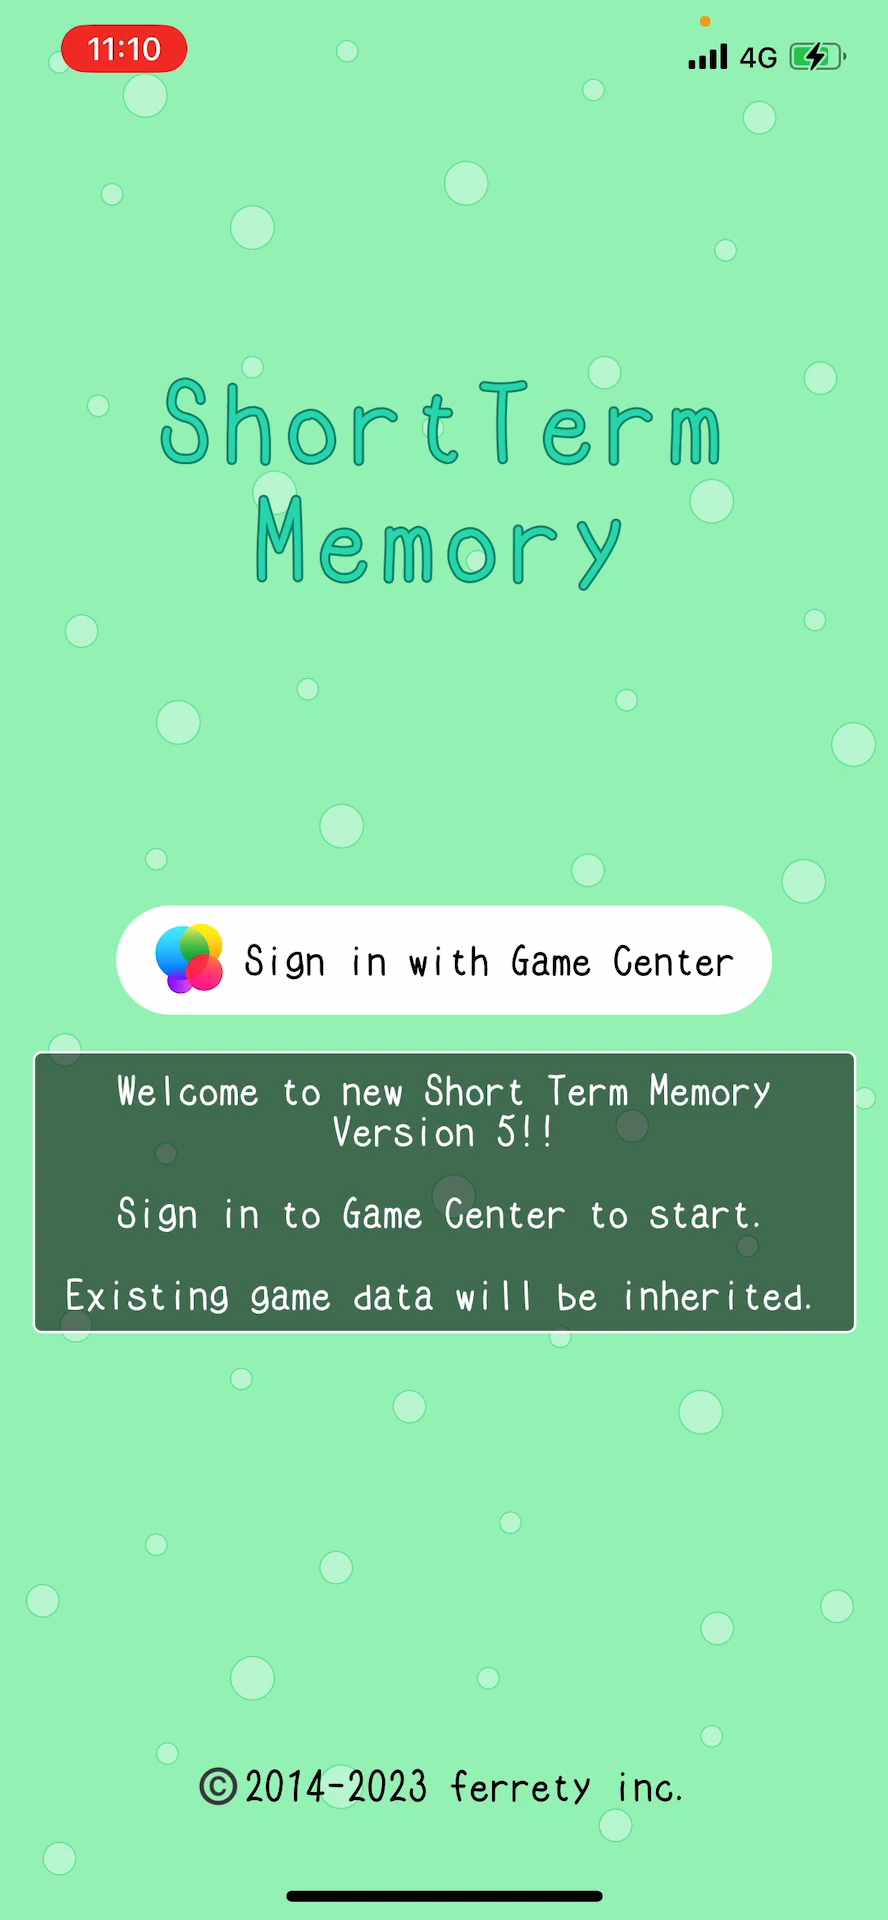 11:10
4G
ShortTerm
Memory
Sign in with Game Center
Welcome to new Short Term Memory
Version 5!!
Sign in to Game Center to start.
Existing game data will be inherited.
©2014-2023 ferrety inc.